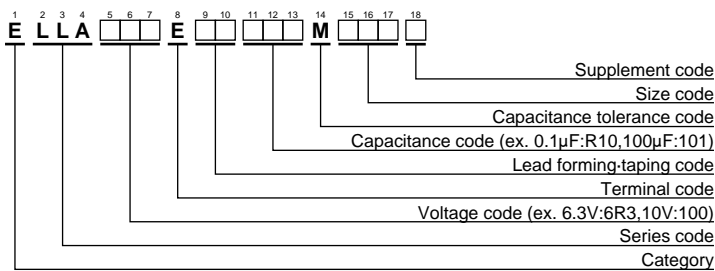 1 2 3 4 5 6 7 8 9 10 11 12 13 14 15 16 17 18
E L L A E M
Supplement code
Size code
Capacitance tolerance code
Capacitance code (ex. 0.1μF:R10,100μF:101)
Lead forming·taping code
Terminal code
Voltage code (ex. 6.3V:6R3,10V:100)
Series code
Category